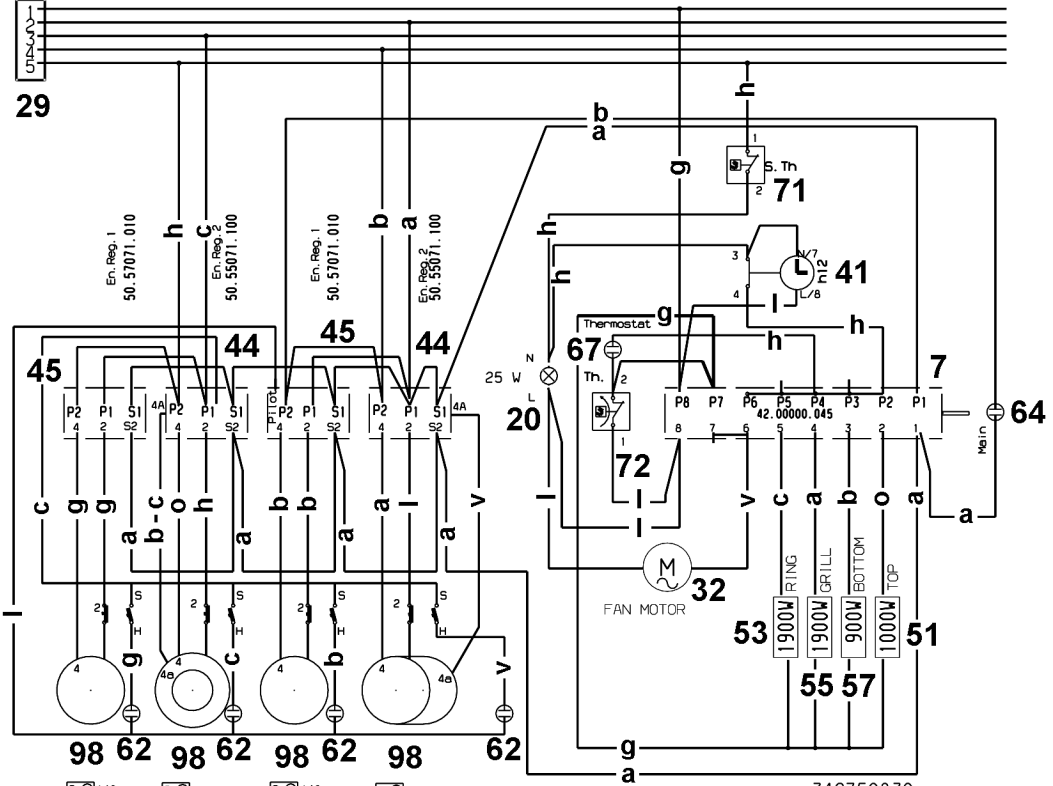 1
2
3
4
5
29
h
b
a
g
1
S. Th
2
71
En. Reg. 1
50.57071.010
h
c
En. Reg. 2
50.55071.100
En. Reg. 1
50.57071.010
b
a
En. Reg. 2
50.55071.100
h
h
3
4
N/7
h12
L/8
41
l
h
g
Thermostat
h
45
44
45
44
67
7
N
25 W
L
20
Th.
2
1
72
Pilot
P2 P1 S1
4 2 S2
4A P2 P1 S1
4 2 S2
P2 P1 S1
4 2 S2
P2 P1 S1 4A
4 2 S2
P8 P7 P6 P5 P4 P3 P2 P1
42.00000.045
8 7 6 5 4 3 2 1
64
Main
c g g a b-c o h a b b a a l a v
l l l v c a b o a a
M
32
FAN MOTOR
RING
GRILL
BOTTOM
TOP
53
1900W
1900W
900W
1000W
51
55
57
l
2 S H
2 S H
2 S H
2 S H
g c b v
4
4
4a
4
4 4a
98 62 98 62 98 62 98 62
g
a